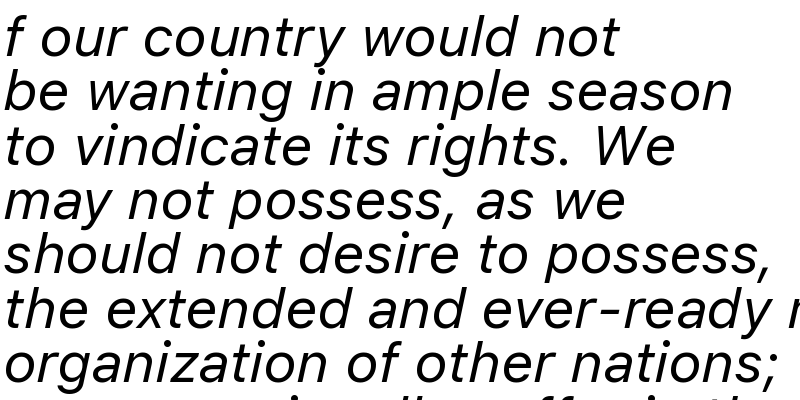 f our country would not
be wanting in ample season
to vindicate its rights. We
may not possess, as we
should not desire to possess,
the extended and ever-ready
organization of other nations;